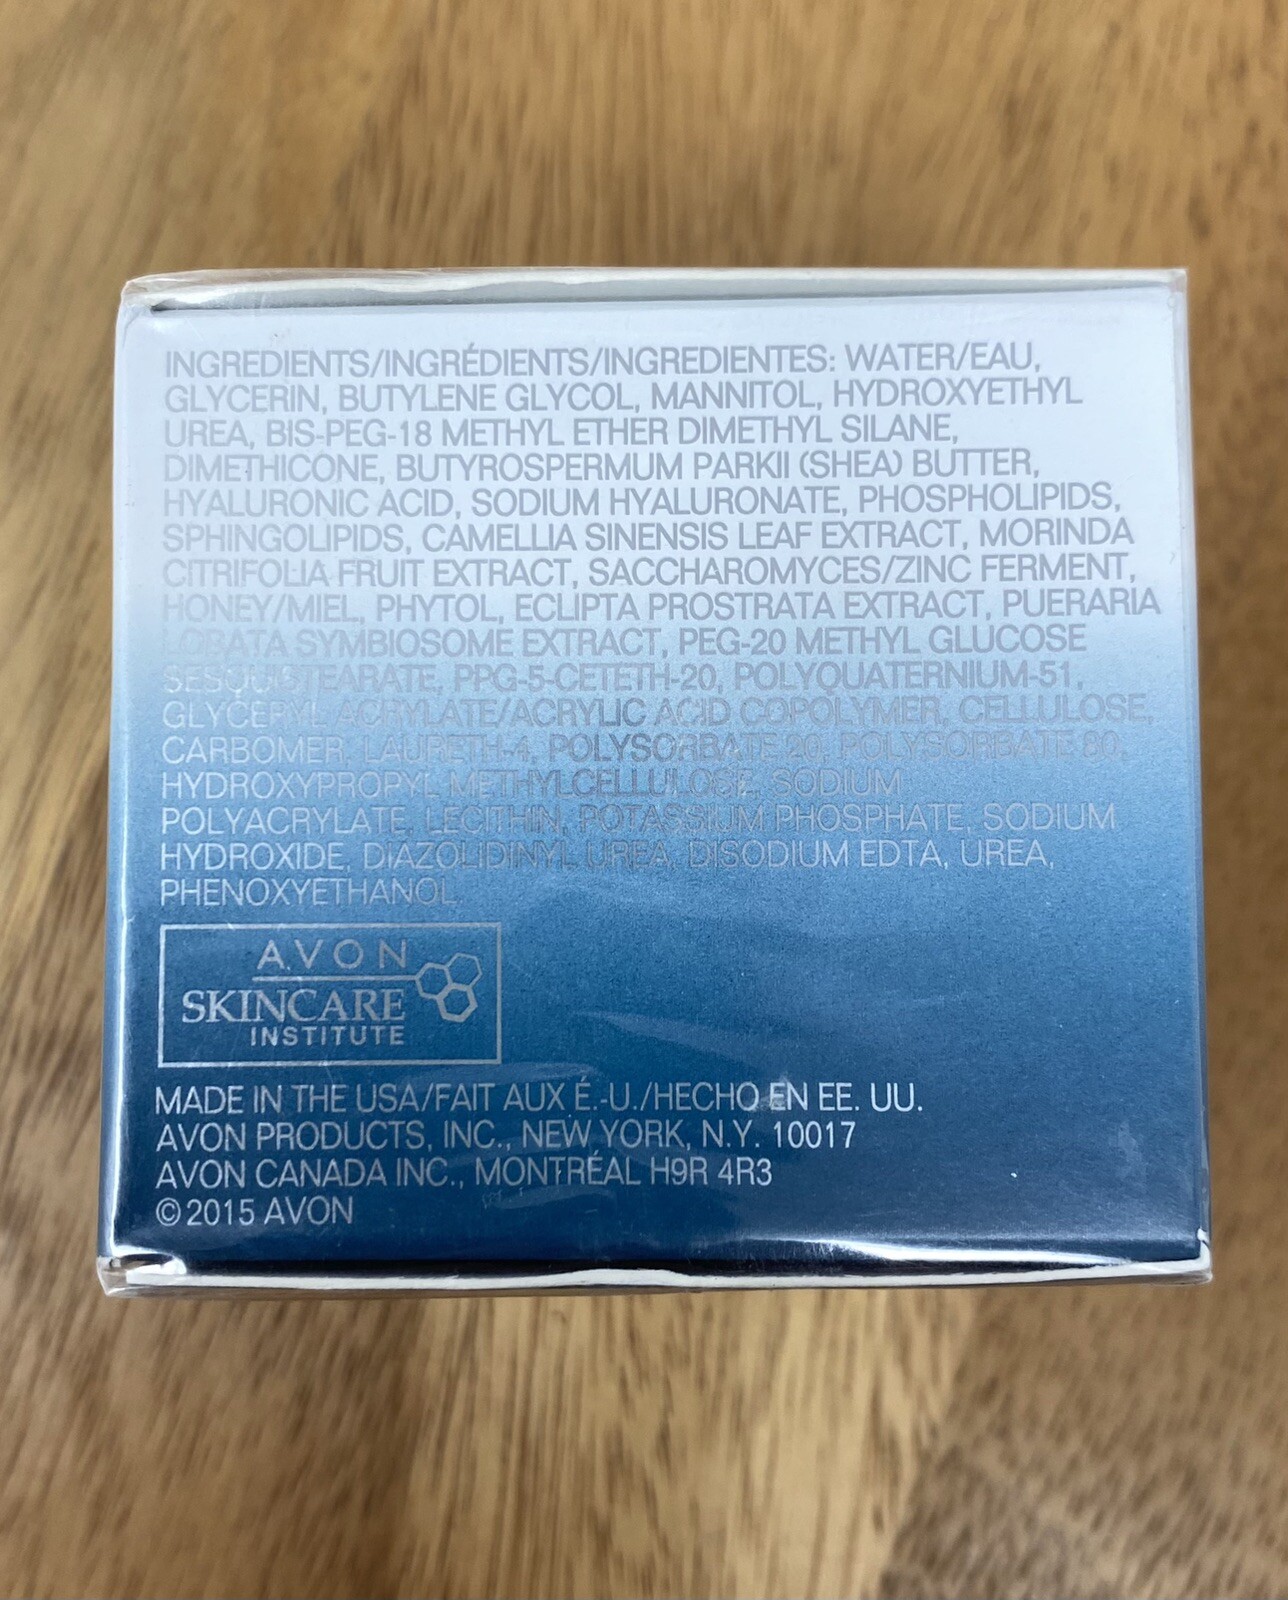 INGREDIENTS/INGRÉDIENTS/INGREDIENTES: WATER/EAU,
GLYCERIN, BUTYLENE GLYCOL, MANNITOL, HYDROXYETHYL
UREA, BIS-PEG-18 METHYL ETHER DIMETHYL SILANE,
DIMETHICONE, BUTYROSPERMUM PARKII (SHEA) BUTTER,
HYALURONIC ACID, SODIUM HYALURONATE, PHOSPHOLIPIDS,
SPHINGOLIPIDS, CAMELLIA SINENSIS LEAF EXTRACT, MORINDA
CITRIFOLIA FRUIT EXTRACT, SACCHAROMYCES/ZINC FERMENT,
HONEY/MIEL, PHYTOL, ECLIPTA PROSTRATA EXTRACT, PUERARIA
LOBATA SYMBIOSOME EXTRACT, PEG-20 METHYL GLUCOSE
SESQUISTEARATE, PPG-5-CETETH-20, POLYQUATERNIUM-51,
GLYCERYL ACRYLATE/ACRYLIC ACID COPOLYMER, CELLULOSE,
CARBOMER, LAURETH-4, POLYSORBATE 20, POLYSORBATE 80,
HYDROXYPROPYL METHYLCELLULOSE, SODIUM
POLYACRYLATE, LECITHIN, POTASSIUM PHOSPHATE, SODIUM
HYDROXIDE, DIAZOLIDINYL UREA, DISODIUM EDTA, UREA,
PHENOXYETHANOL.
AVON
SKINCARE
INSTITUTE
MADE IN THE USA/FAIT AUX É.-U./HECHO EN EE. UU.
AVON PRODUCTS, INC., NEW YORK, N.Y. 10017
AVON CANADA INC., MONTRÉAL H9R 4R3
©2015 AVON